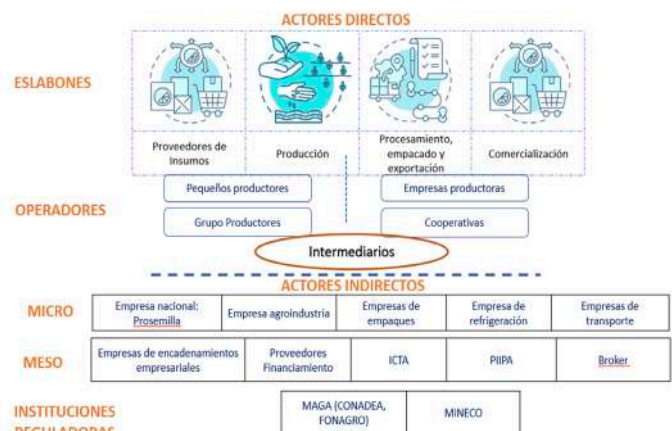 ACTORES DIRECTOS
ESLABONES
Proveedores de
Insumos
Producción
Procesamiento,
empacado y
exportación
Comercialización
OPERADORES
Pequeños productores
Empresas productoras
Grupo Productores
Cooperativas
Intermediarios
ACTORES INDIRECTOS
MICRO
Empresa nacional:
Prosemilla
Empresa agroindustria
Empresas de
empaques
Empresa de
refrigeración
Empresas de
transporte
MESO
Empresas de encadenamientos
empresariales
Proveedores
Financiamiento
ICTA
PIIPA
Broker
INSTITUCIONES
REGULADORAS
MAGA (CONADEA,
FONAGRO)
MINECO